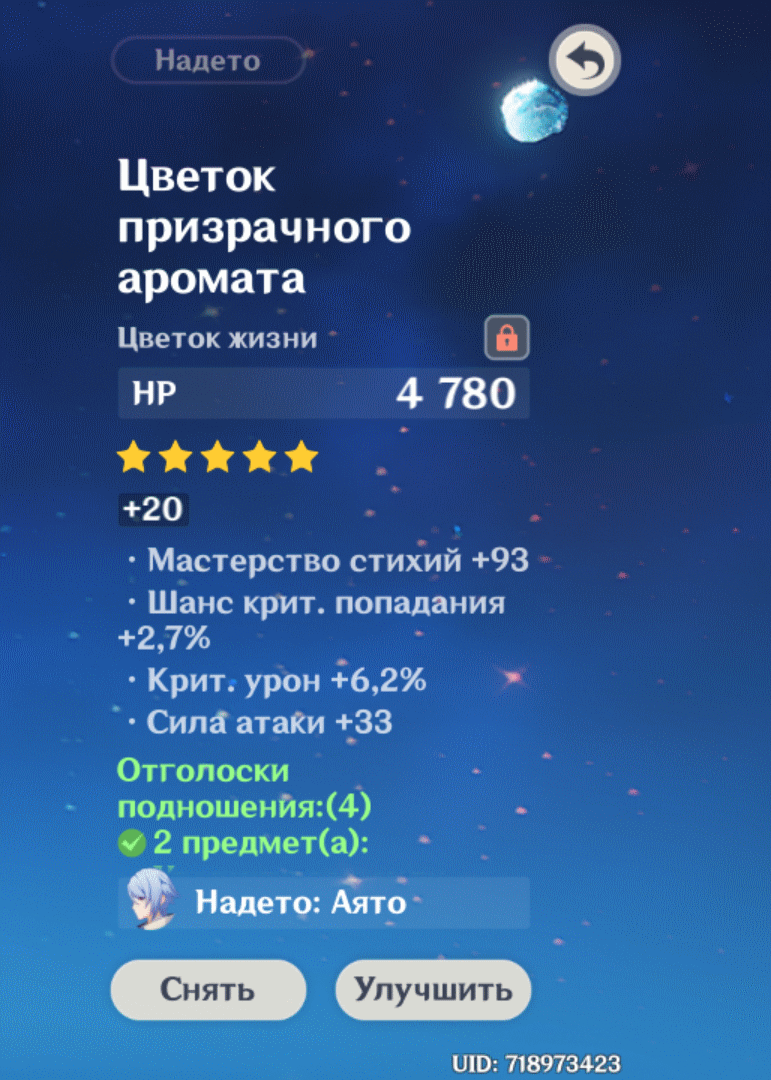 Надето
Цветок
призрачного
аромата
Цветок жизни
HP 4 780
+20
· Мастерство стихий +93
· Шанс крит. попадания
+2,7%
· Крит. урон +6,2%
· Сила атаки +33
Отголоски
подношения:(4)
2 предмет(а):
Надето: Аято
Снять Улучшить
UID: 718973423